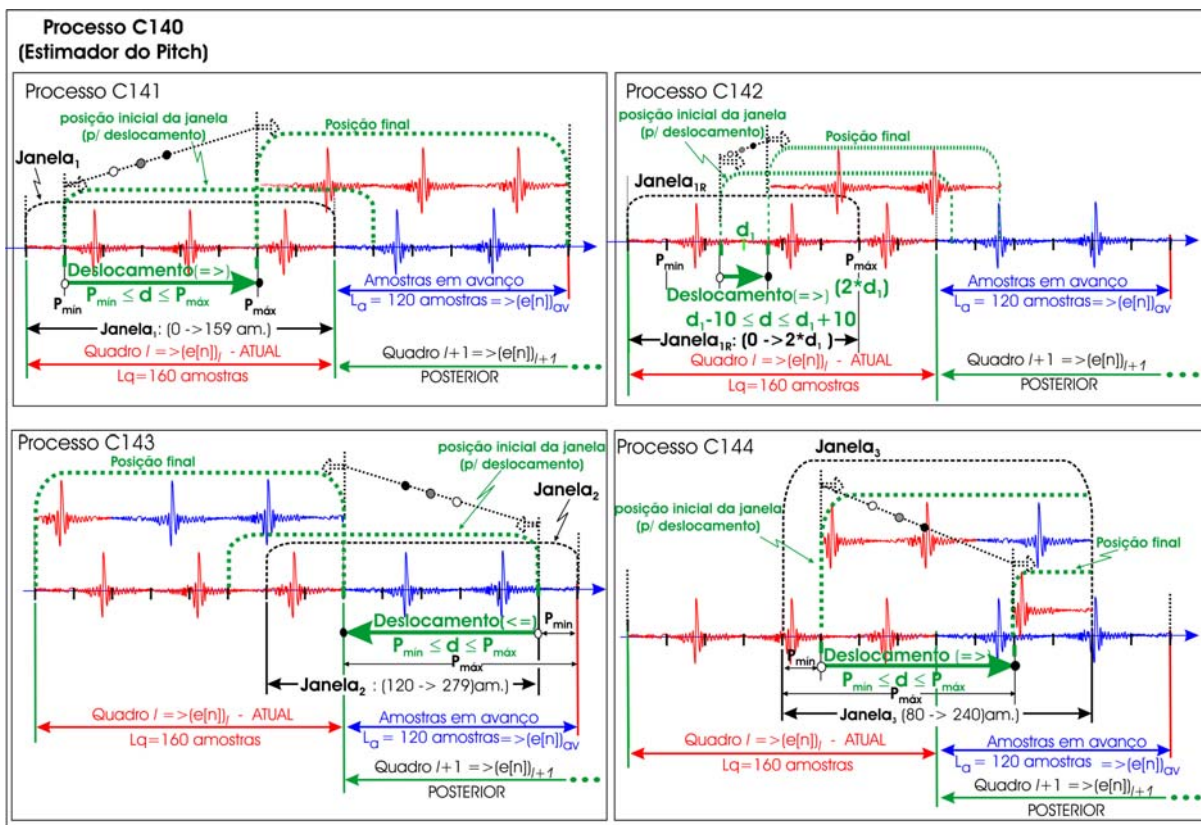 Processo C140
(Estimador do Pitch)
Processo C141
posição inicial da janela
(p/ deslocamento)
Posição final
Janela1
Deslocamento(=>)
Pmín ≤ d ≤ Pmáx
Pmín
Pmáx
Amostras em avanço
La = 120 amostras =>(e[n])av
Janela1: (0 ->159 am.)
Quadro l =>(e[n])l - ATUAL
Lq=160 amostras
Quadro l+1 =>(e[n])l+1
POSTERIOR
Processo C142
posição inicial da janela
(p/ deslocamento)
Posição final
Janela1R
d1
Pmín
Pmáx
(2*d1)
Deslocamento(=>)
d1-10 ≤ d ≤ d1+10
Amostras em avanço
La = 120 amostras =>(e[n])av
Janela1R: (0 ->2*d1 )
Quadro l =>(e[n])l - ATUAL
Lq=160 amostras
Quadro l+1 =>(e[n])l+1
POSTERIOR
Processo C143
posição inicial da janela
(p/ deslocamento)
Posição final
Janela2
Deslocamento(<=)
Pmín ≤ d ≤ Pmáx
Pmín
Pmáx
Janela2 : (120 -> 279)am.)
Quadro l =>(e[n])l - ATUAL
Lq=160 amostras
Amostras em avanço
La = 120 amostras=>(e[n])av
Quadro l+1 =>(e[n])l+1
POSTERIOR
Processo C144
Janela3
posição inicial da janela
(p/ deslocamento)
Posição final
Pmín
Deslocamento (=>)
Pmín ≤ d ≤ Pmáx
Pmáx
Janela3 (80 -> 240)am.)
Quadro l =>(e[n])l - ATUAL
Lq=160 amostras
Amostras em avanço
La = 120 amostras =>(e[n])av
Quadro l+1 =>(e[n])l+1
POSTERIOR